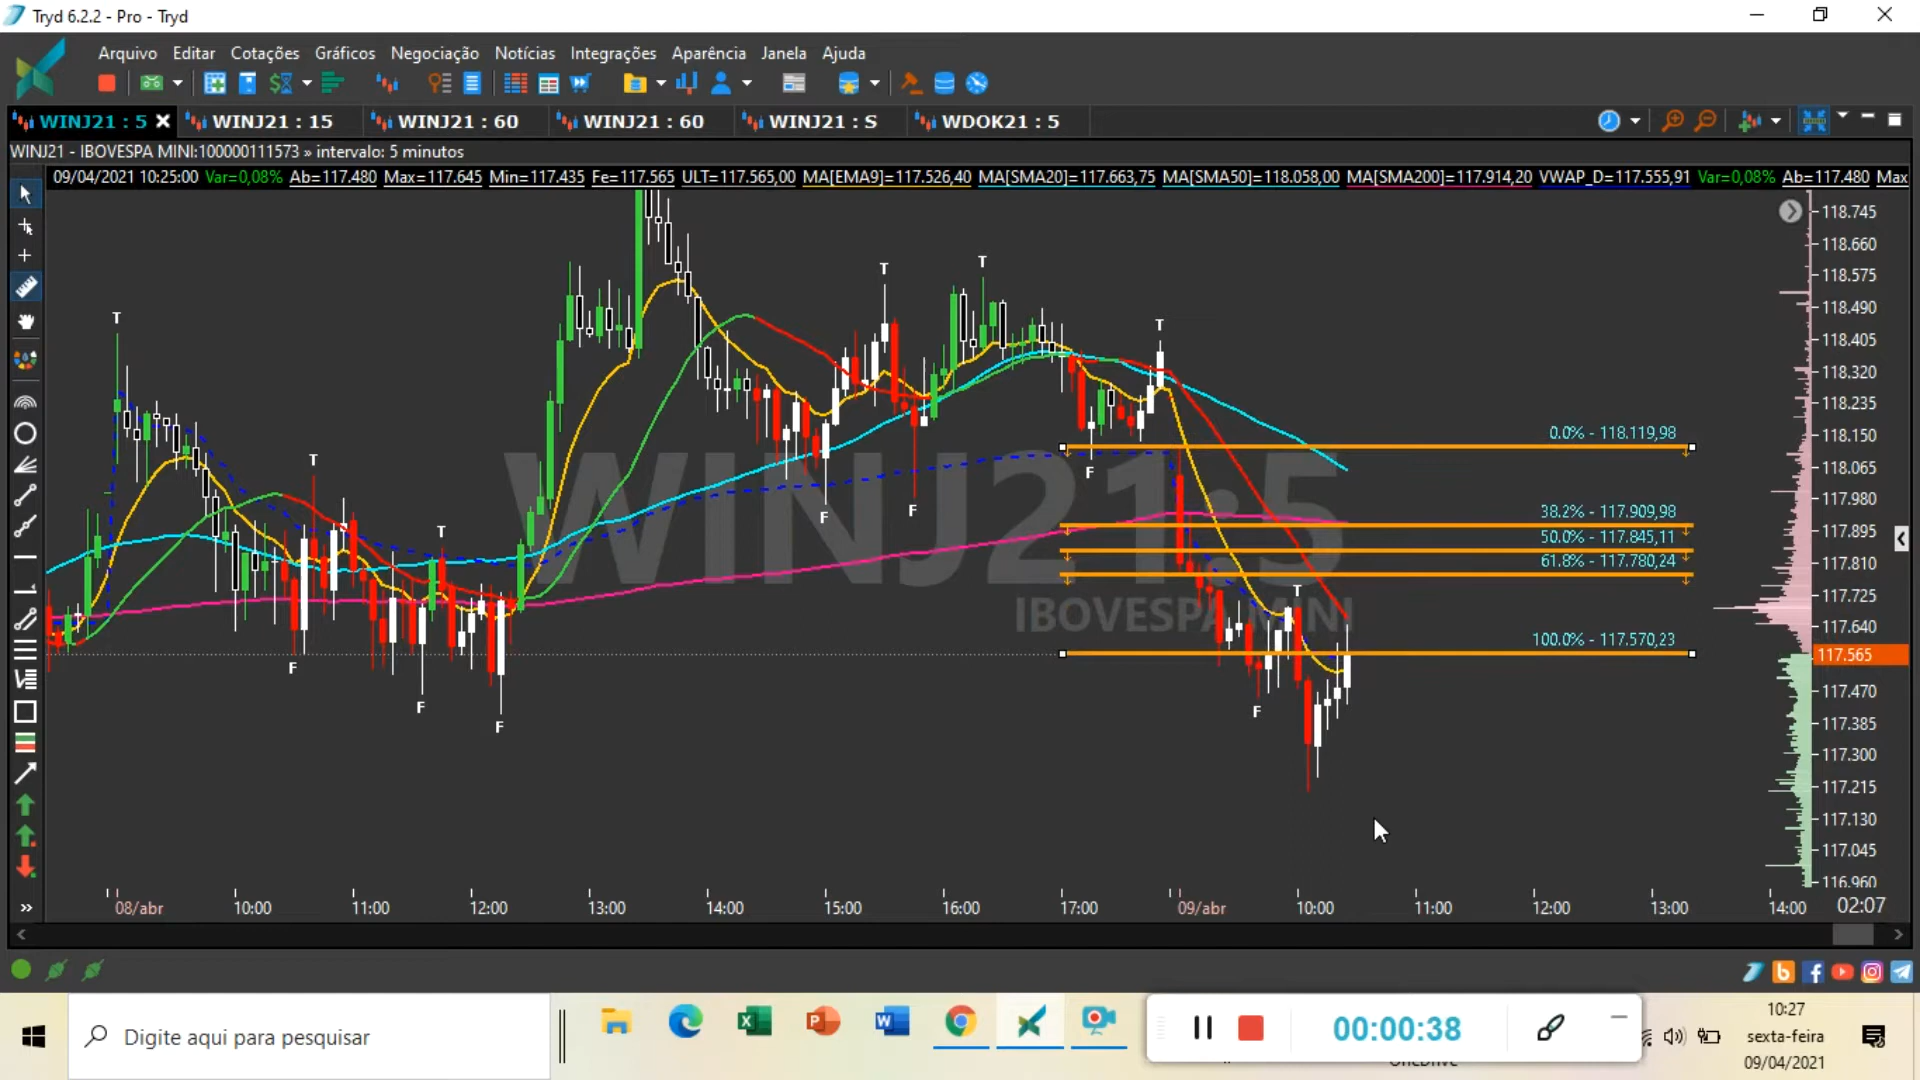 Tryd 6.2.2 - Pro - Tryd
Arquivo Editar Cotações Gráficos Negociação Notícias Integrações Aparência Janela Ajuda
WINJ21 : 5 WINJ21 : 15 WINJ21 : 60 WINJ21 : 60 WINJ21 : S WDOK21 : 5
WINJ21 - IBOVESPA MINI:100000111573 » intervalo: 5 minutos
09/04/2021 10:25:00 Var=0,08% Ab=117.480 Max=117.645 Min=117.435 Fe=117.565 ULT=117.565,00 MA[EMA9]=117.526,40 MA[SMA20]=117.663,75 MA[SMA50]=118.058,00 MA[SMA200]=117.914,20 VWAP_D=117.555,91 Var=0,08% Ab=117.480 Max
118.745
118.660
118.575
118.490
118.405
118.320
118.235
118.150
118.065
117.980
117.895
117.810
117.725
117.640
117.565
117.470
117.385
117.300
117.215
117.130
117.045
116.960
T
T
T
T
T
T
T
F
F
F
F
F
F
F
WINJ21:5
IBOVESPA MINI
0.0% - 118.119,98
38.2% - 117.909,98
50.0% - 117.845,11
61.8% - 117.780,24
100.0% - 117.570,23
08/abr 10:00 11:00 12:00 13:00 14:00 15:00 16:00 17:00 09/abr 10:00 11:00 12:00 13:00 14:00 02:07
Digite aqui para pesquisar
00:00:38
OneDrive
10:27
sexta-feira
09/04/2021